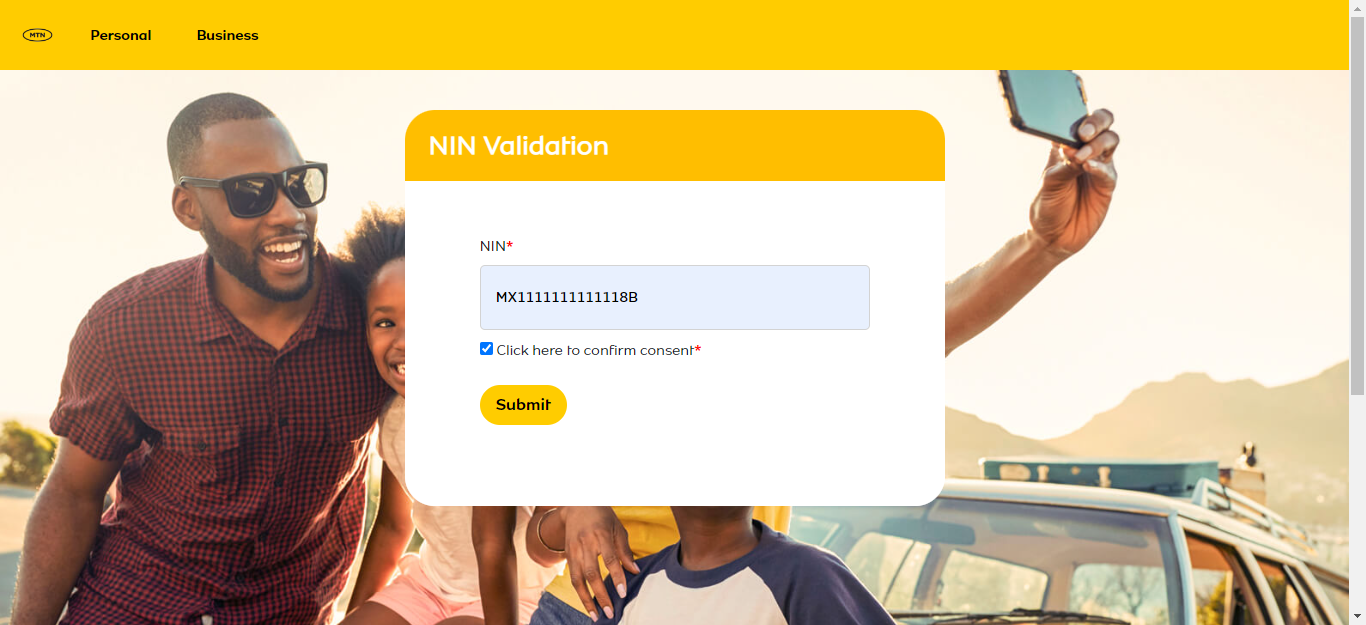 MTN
Personal
Business
NIN Validation
NIN*
MX1111111111118B
Click here to confirm consent*
Submit